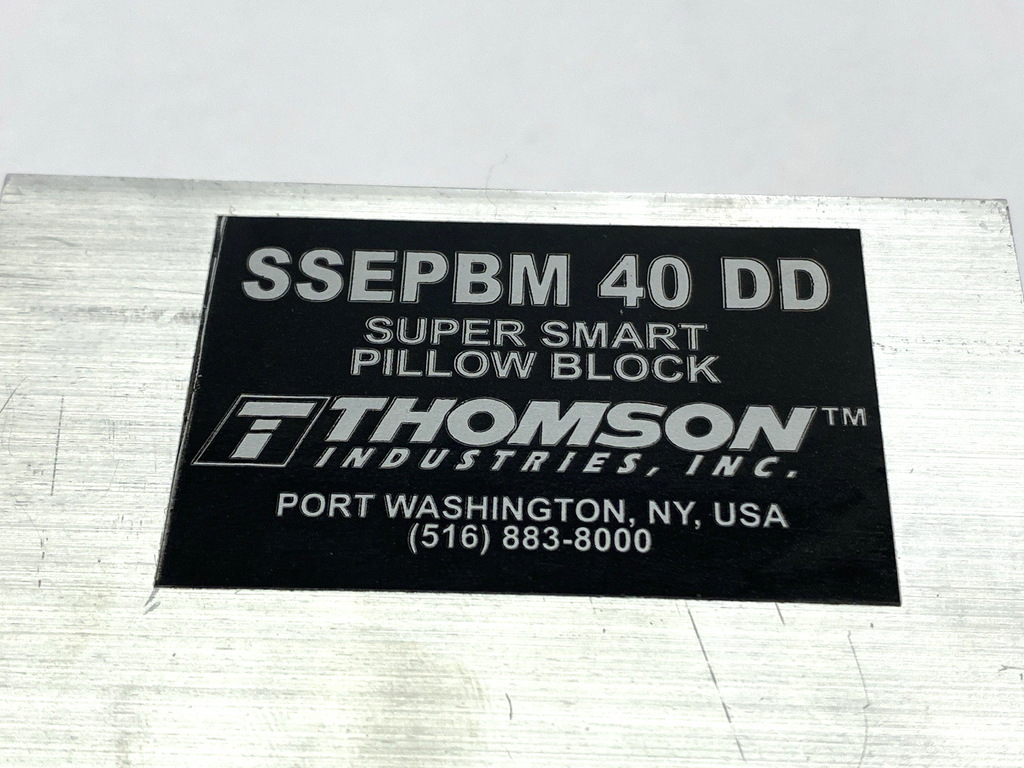 SSEPBM 40 DD
SUPER SMART
PILLOW BLOCK
THOMSON™
INDUSTRIES, INC.
PORT WASHINGTON, NY, USA
(516) 883-8000